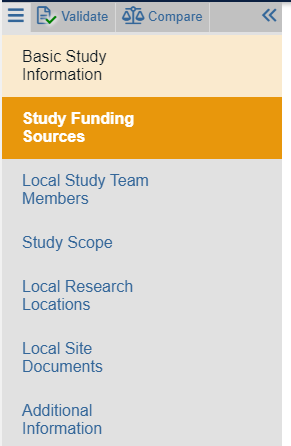 Validate Compare
Basic Study
Information
Study Funding
Sources
Local Study Team
Members
Study Scope
Local Research
Locations
Local Site
Documents
Additional
Information